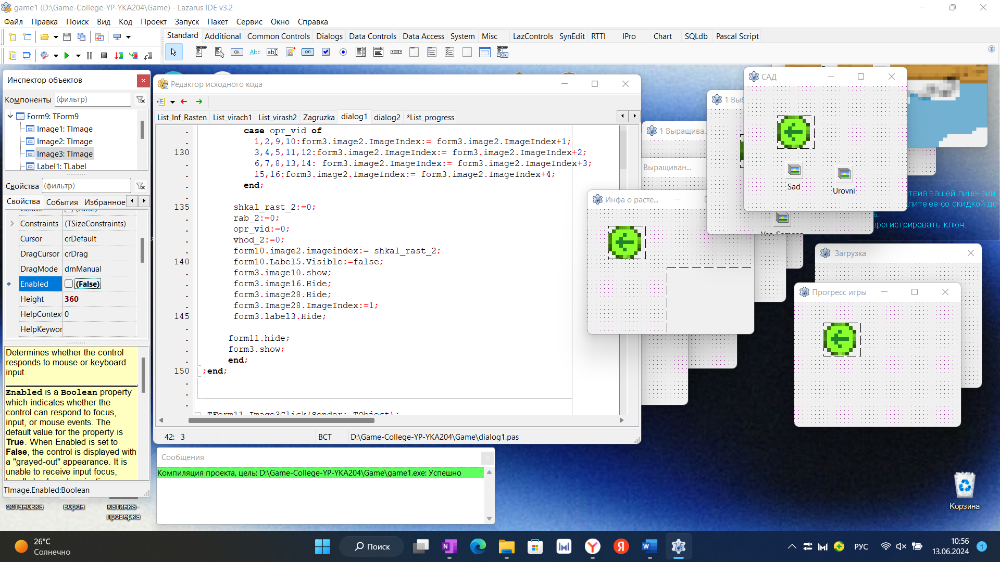 game1 (D:\Game-College-YP-YKA204\Game) - Lazarus IDE v3.2
Файл Правка Поиск Вид Код Проект Запуск Пакет Сервис Окно Справка
Standard Additional Common Controls Dialogs Data Controls Data Access System Misc LazControls SynEdit RTTI IPro Chart SQLdb Pascal Script
Ok Abc ab on Ok
Инспектор объектов
Компоненты (фильтр)
Form9: TForm9
Image1: TImage
Image2: TImage
Image3: TImage
Label1: TLabel
Свойства (фильтр)
Свойства События Избранное
Constraints (TSizeConstraints)
Cursor crDefault
DragCursor crDrag
DragMode dmManual
Enabled (False)
Height 360
HelpContext 0
HelpKeywor
Determines whether the control
responds to mouse or keyboard
input.
Enabled is a Boolean property
which indicates whether the
control can respond to focus,
input, or mouse events. The
default value for the property is
True. When Enabled is set to
False, the control is displayed with
a "grayed-out" appearance. It is
unable to receive input focus,
TImage.Enabled:Boolean
Редактор исходного кода
List_Inf_Rasten List_virach1 List_virash2 Zagruzka dialog1 dialog2 *List_progress
case opr_vid of
1,2,9,10:form3.image2.ImageIndex:= form3.image2.ImageIndex+1;
130 3,4,5,11,12:form3.image2.ImageIndex:= form3.image2.ImageIndex+2;
6,7,8,13,14: form3.image2.ImageIndex:= form3.image2.ImageIndex+3;
15,16:form3.image2.ImageIndex:= form3.image2.ImageIndex+4;
end;
135 shkal_rast_2:=0;
rab_2:=0;
opr_vid:=0;
vhod_2:=0;
form10.image2.imageindex:= shkal_rast_2;
140 form10.Label5.Visible:=false;
form3.image10.show;
form3.image16.Hide;
form3.image28.Hide;
form3.Image28.ImageIndex:=1;
145 form3.label3.Hide;
form11.hide;
form3.show;
end;
150 ;end;
TForm11.Image3Click(Sender: TObject);
42: 3 ВСТ D:\Game-College-YP-YKA204\Game\dialog1.pas
Сообщения
Компиляция проекта, цель: D:\Game-College-YP-YKA204\Game\game1.exe: Успешно
САД
Sad
Urovni
1 Выб
1 Выращива...
Выращиван...
Инфа о расте...
Vse_Semena
Загрузка
Прогресс игры
твия вашей лицензии
лите ее со скидкой до
%.
арегистрировать ключ
Корзина
остановка
ворон
катинка-
проверка
26°C
Солнечно
Поиск
РУС
10:56
13.06.2024
1